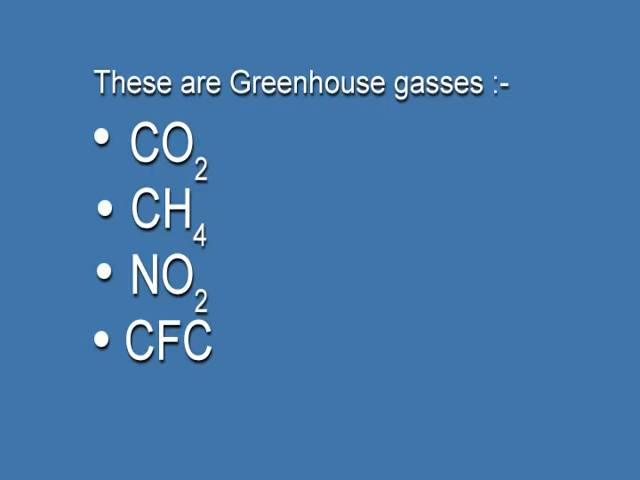 These are Greenhouse gasses :-
• CO₂
• CH₄
• NO₂
• CFC